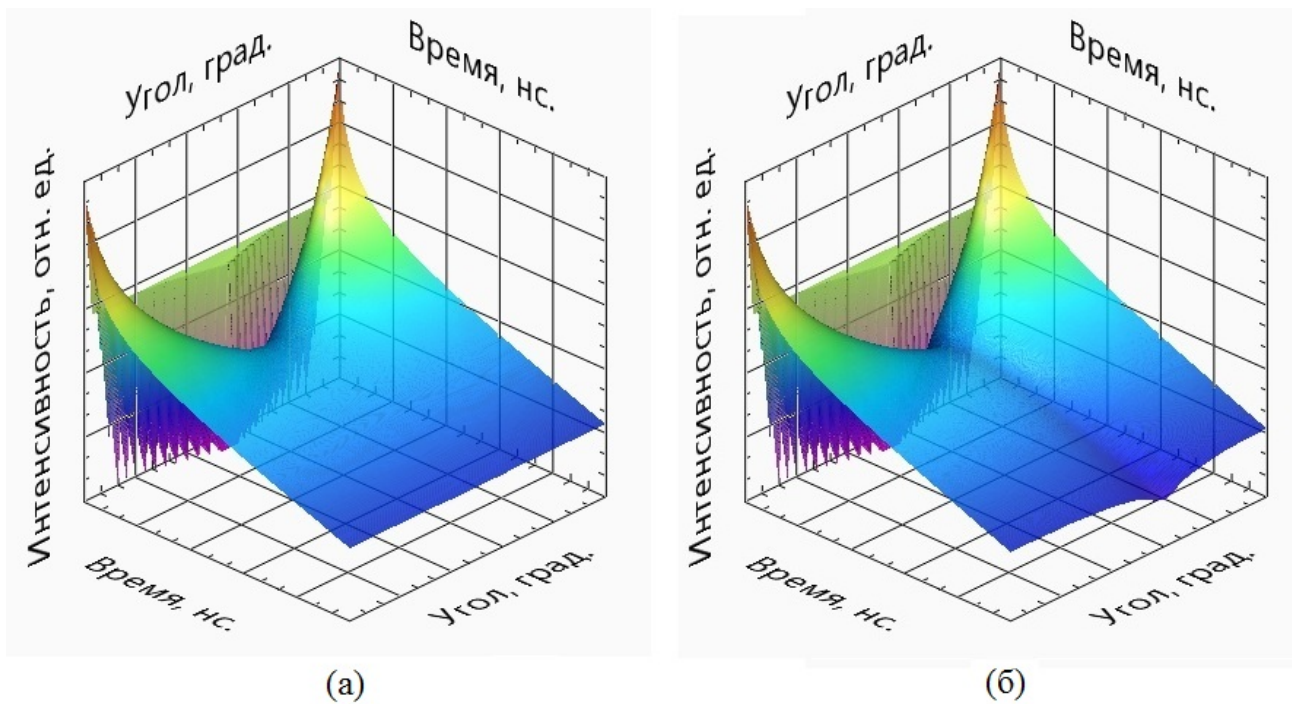 Угол, град.
Время, нс.
Интенсивность, отн. ед.
Время, нс.
Угол, град.
Угол, град.
Время, нс.
Интенсивность, отн. ед.
Время, нс.
Угол, град.
(а)
(б)